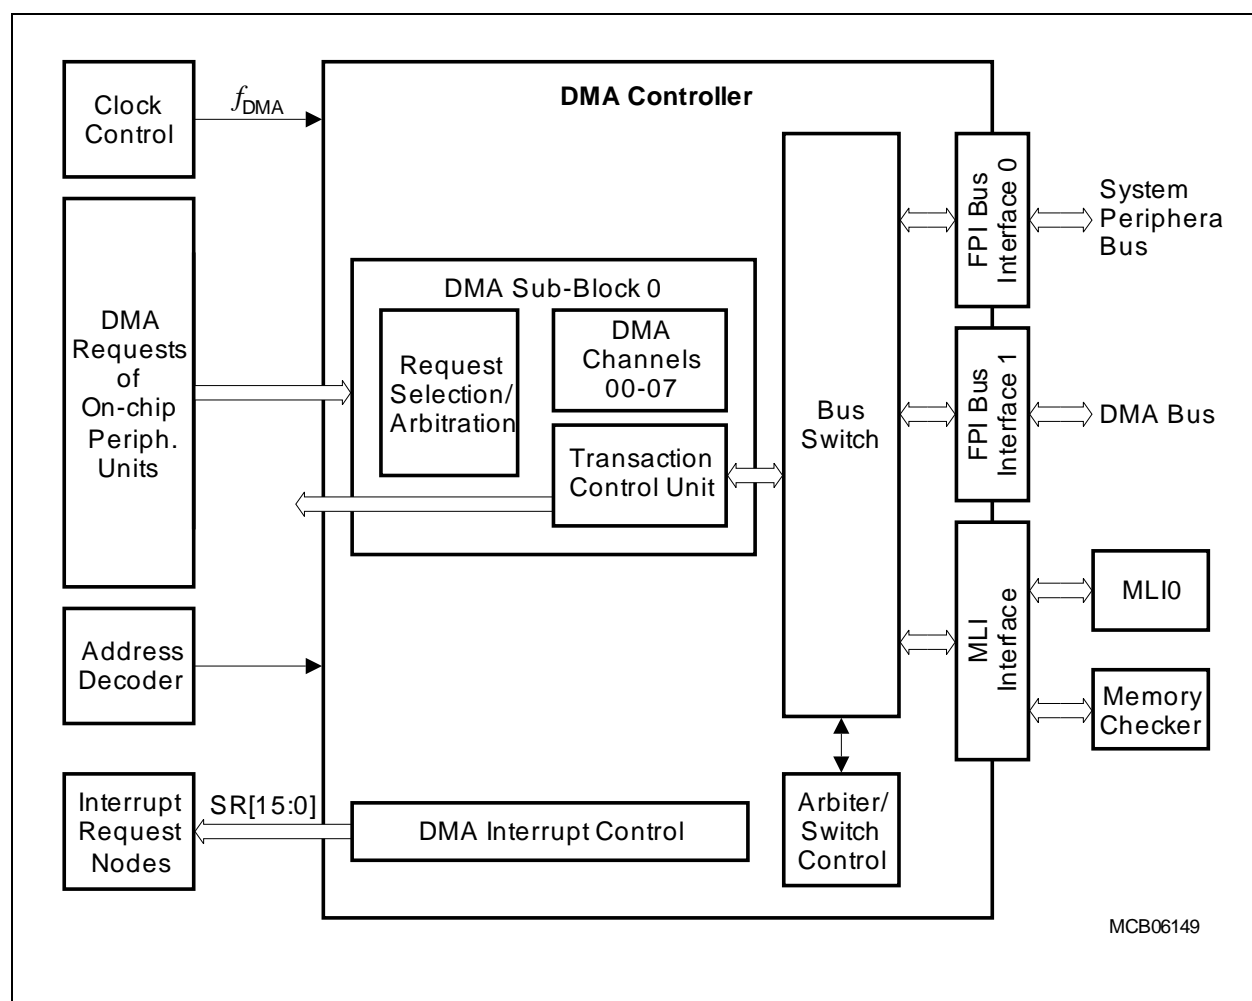 DMA Controller
Clock
Control
fDMA
DMA
Requests
of
On-chip
Periph.
Units
DMA Sub-Block 0
Request
Selection/
Arbitration
DMA
Channels
00-07
Transaction
Control Unit
Bus
Switch
FPI Bus
Interface 0
System
Periphera
Bus
FPI Bus
Interface 1
DMA Bus
MLI
Interface
MLI0
Memory
Checker
Address
Decoder
Interrupt
Request
Nodes
SR[15:0]
DMA Interrupt Control
Arbiter/
Switch
Control
MCB06149